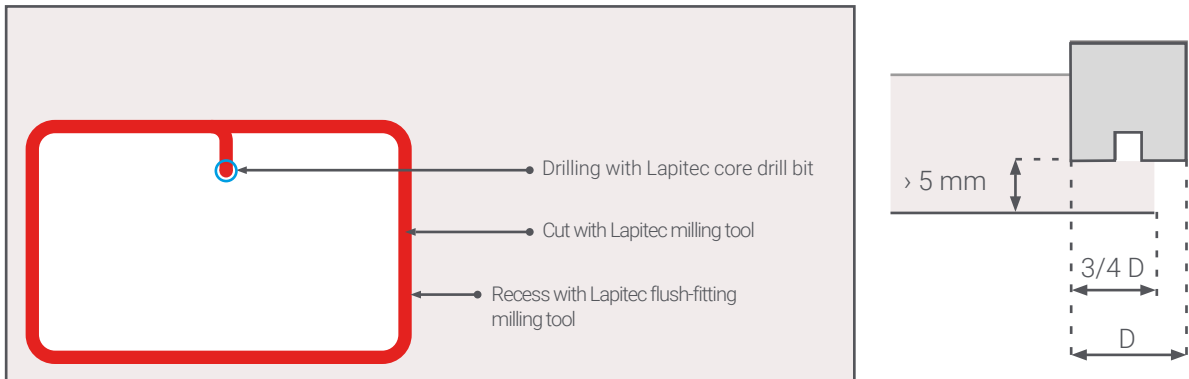 Drilling with Lapitec core drill bit
Cut with Lapitec milling tool
Recess with Lapitec flush-fitting
milling tool
› 5 mm
3/4 D
D